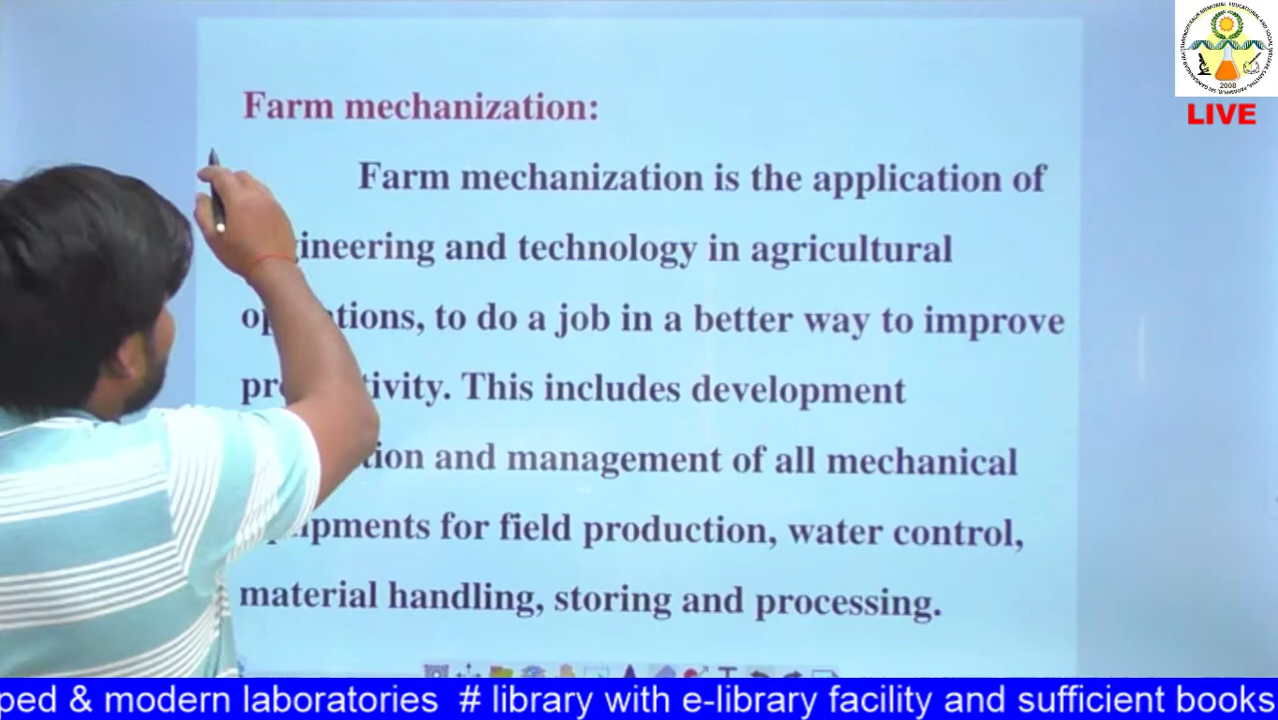 Farm mechanization:
Farm mechanization is the application of
ineering and technology in agricultural
tions, to do a job in a better way to improve
tivity. This includes development
tion and management of all mechanical
ipments for field production, water control,
material handling, storing and processing.
2008
LIVE
ped & modern laboratories # library with e-library facility and sufficient books